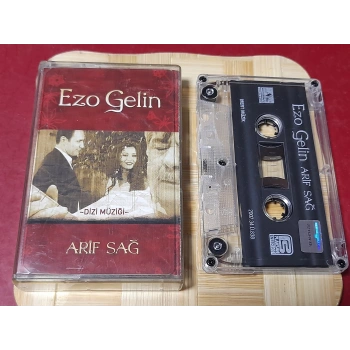 Ezo Gelin
-DİZİ MÜZİĞİ-
ARİF SAĞ
Ezo Gelin
ARİF SAĞ